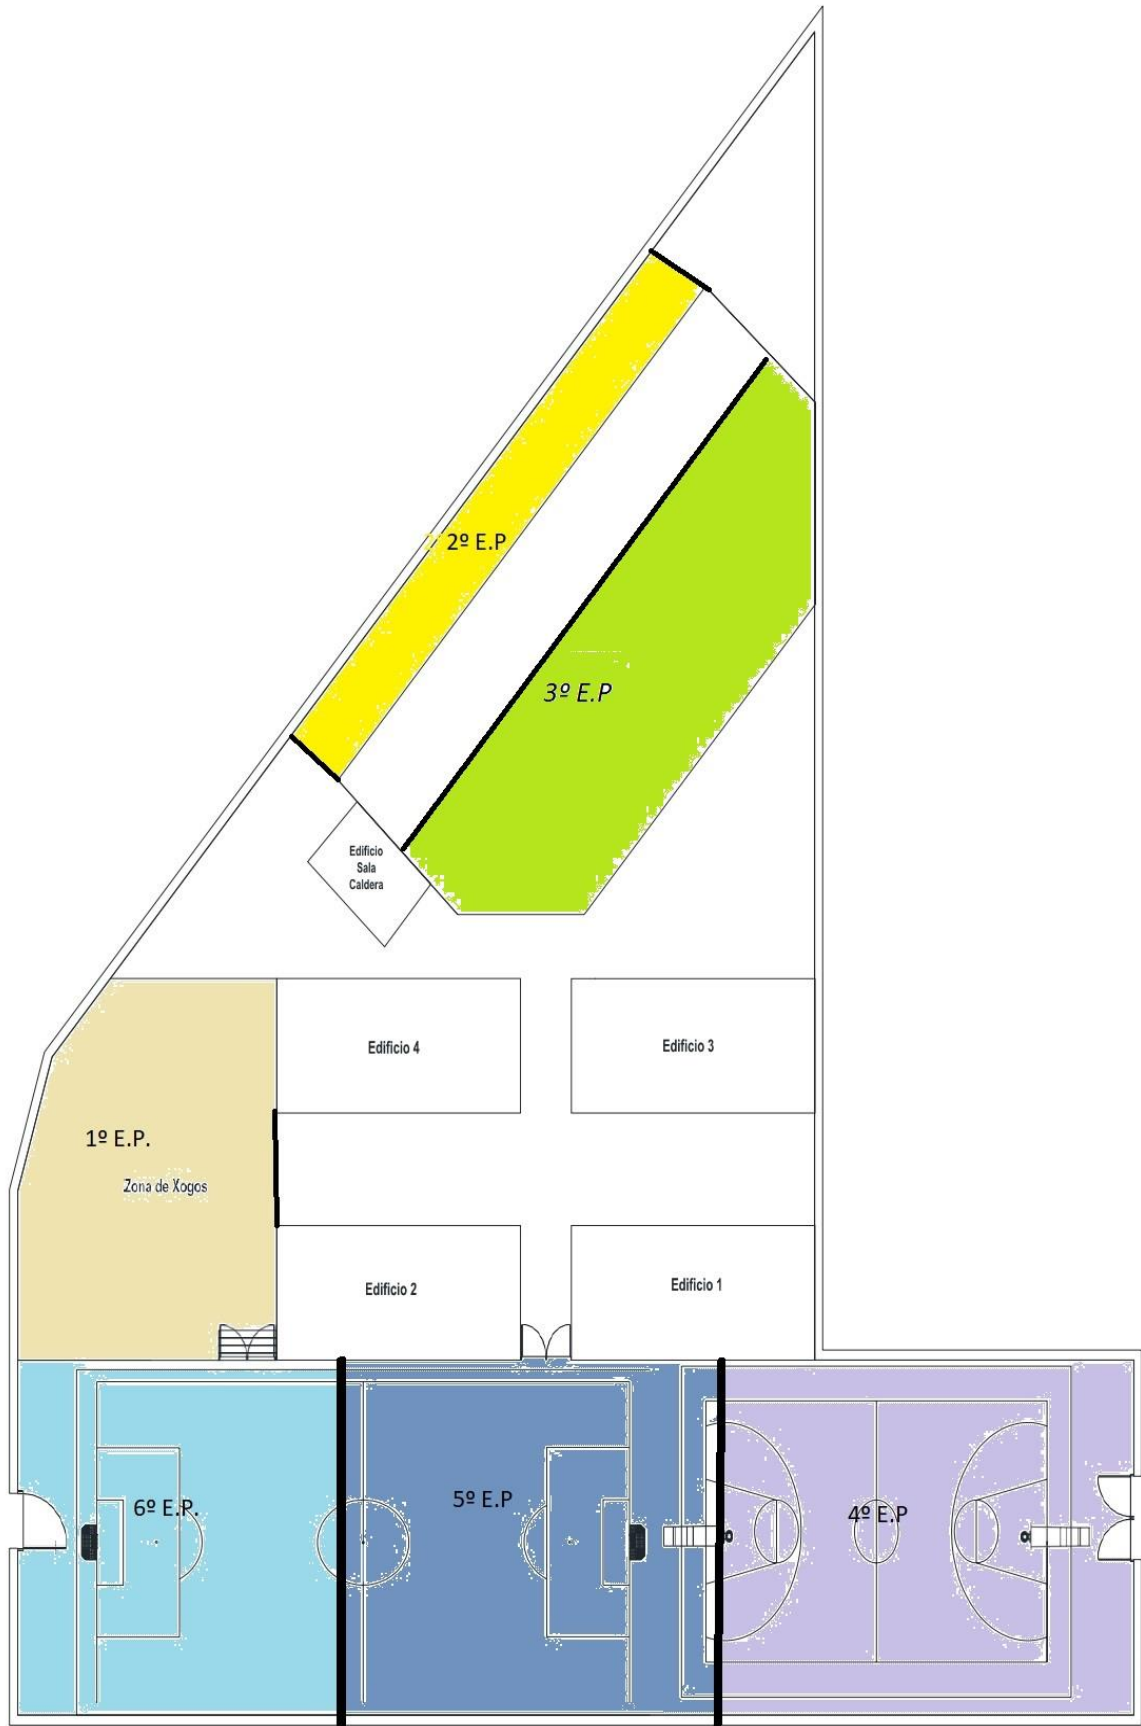 2º E.P
3º E.P
Edificio
Sala
Caldera
Edificio 4
Edificio 3
1º E.P.
Zona de Xogos
Edificio 2
Edificio 1
6º E.P.
5º E.P
4º E.P